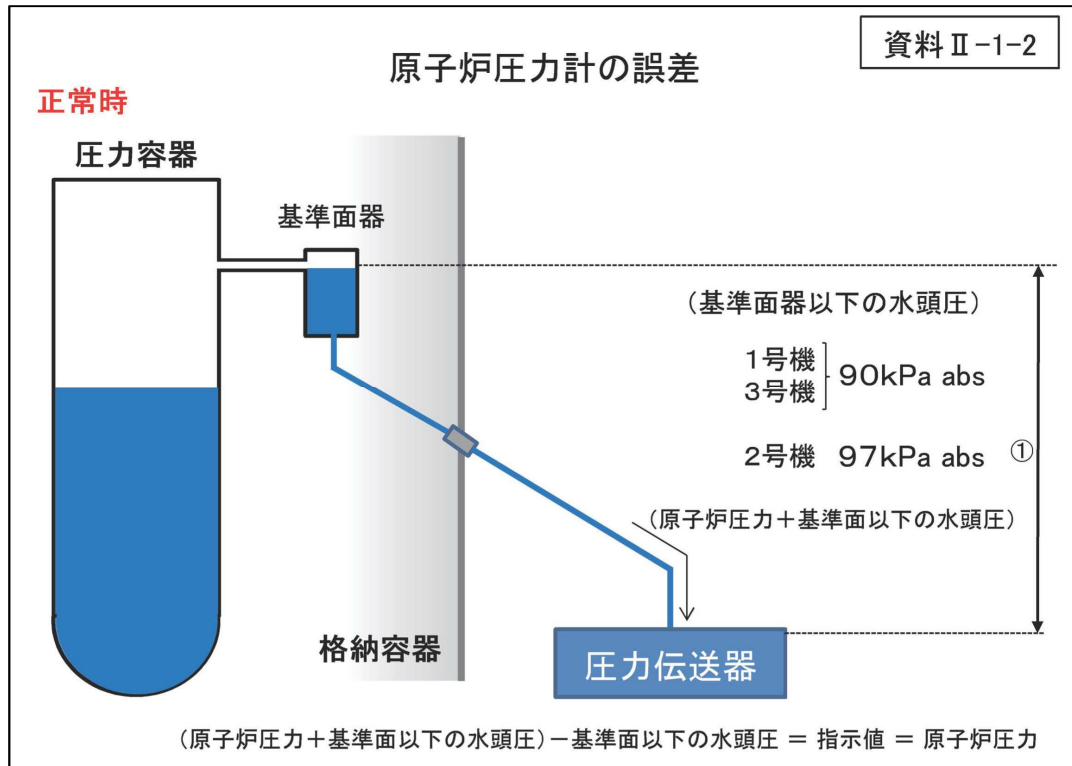 資料Ⅱ-1-2
原子炉圧力計の誤差
正常時
圧力容器
基準面器
(基準面器以下の水頭圧)
1号機
3号機
90kPa abs
2号機 97kPa abs
①
(原子炉圧力+基準面以下の水頭圧)
格納容器
圧力伝送器
(原子炉圧力+基準面以下の水頭圧)-基準面以下の水頭圧 = 指示値 = 原子炉圧力